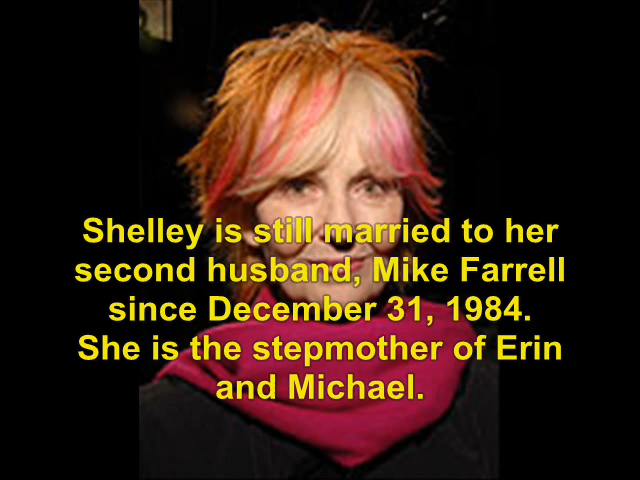 Shelley is still married to her
second husband, Mike Farrell
since December 31, 1984.
She is the stepmother of Erin
and Michael.